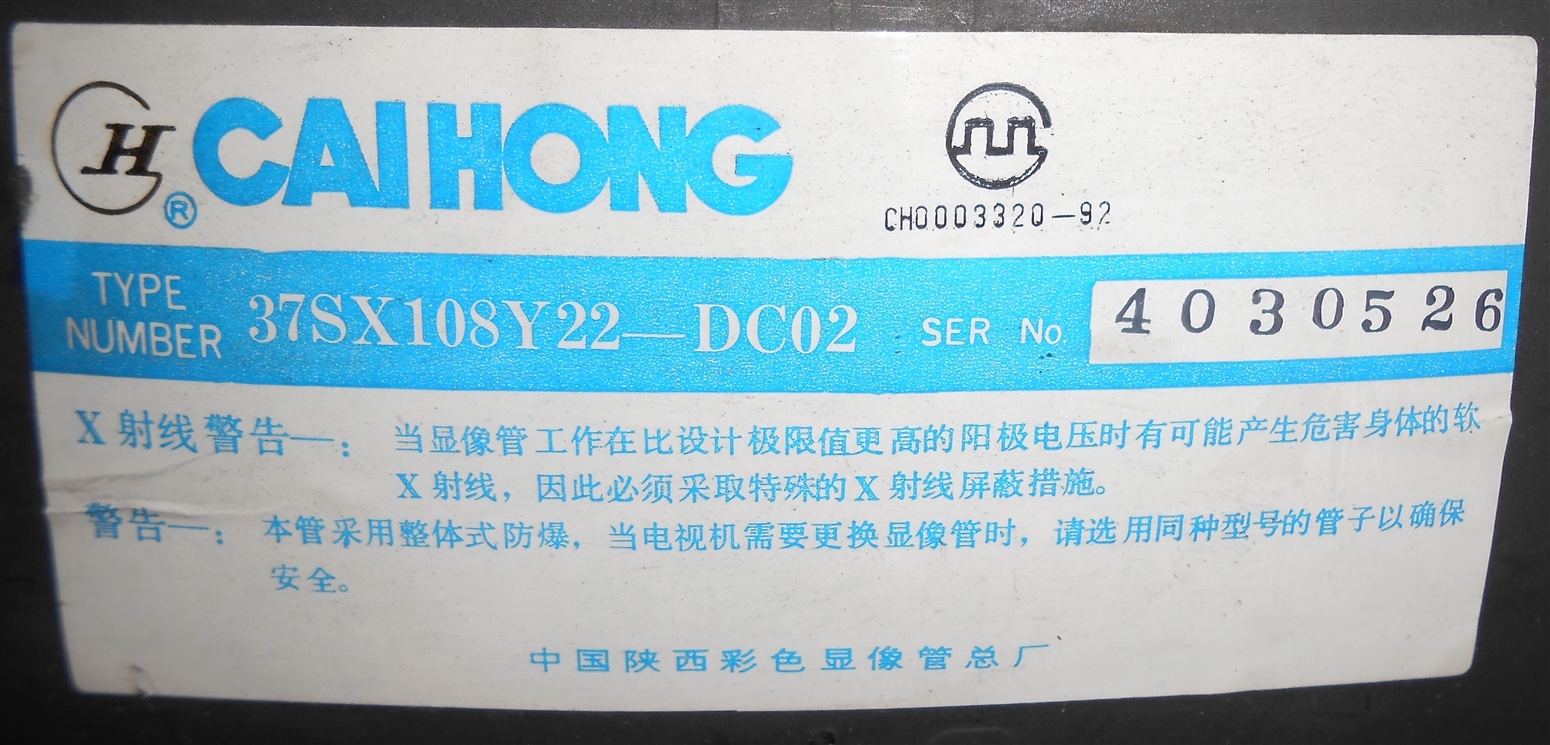 H ® CAIHONG
CH0003320-92
TYPE NUMBER 37SX108Y22—DC02 SER No. 4030526
X 射线警告—：当显像管工作在比设计极限值更高的阳极电压时有可能产生危害身体的软
X 射线，因此必须采取特殊的 X 射线屏蔽措施。
警告—：本管采用整体式防爆，当电视机需要更换显像管时，请选用同种型号的管子以确保
安全。
中国陕西彩色显像管总厂